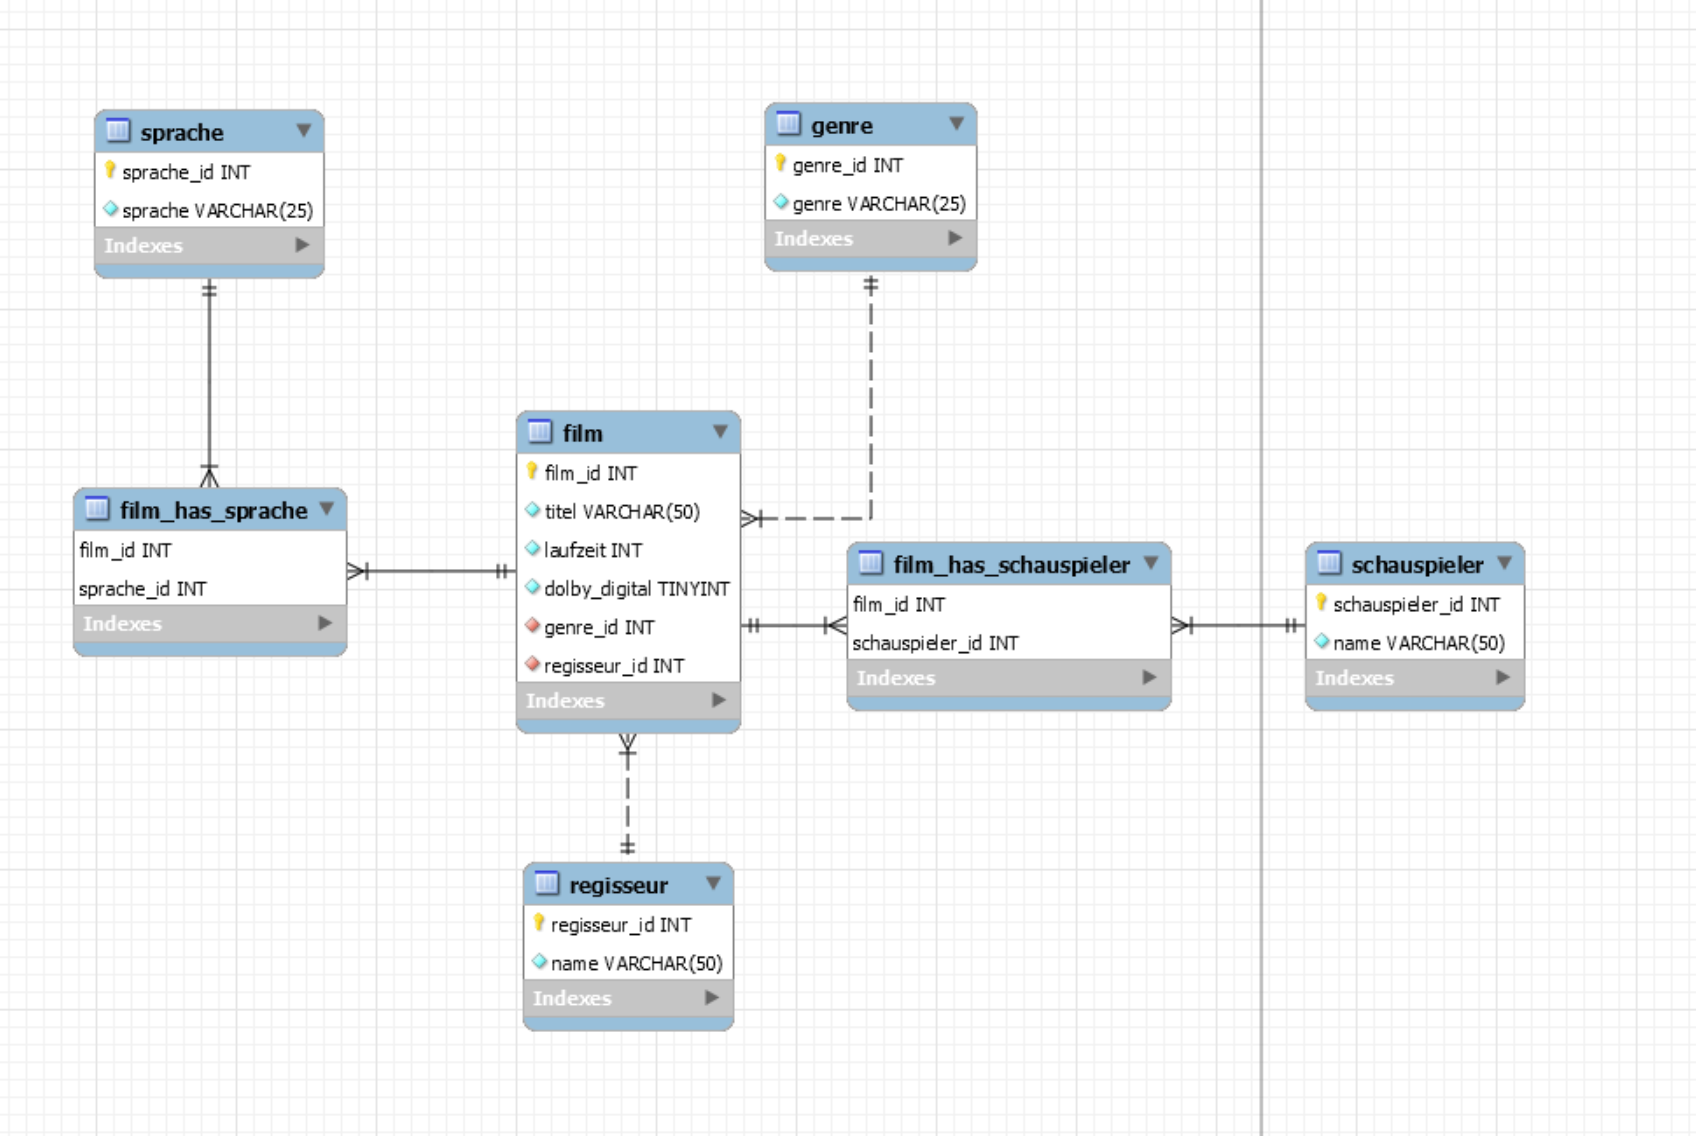 sprache
sprache_id INT
sprache VARCHAR(25)
Indexes
genre
genre_id INT
genre VARCHAR(25)
Indexes
film_has_sprache
film_id INT
sprache_id INT
Indexes
film
film_id INT
titel VARCHAR(50)
laufzeit INT
dolby_digital TINYINT
genre_id INT
regisseur_id INT
Indexes
film_has_schauspieler
film_id INT
schauspieler_id INT
Indexes
schauspieler
schauspieler_id INT
name VARCHAR(50)
Indexes
regisseur
regisseur_id INT
name VARCHAR(50)
Indexes